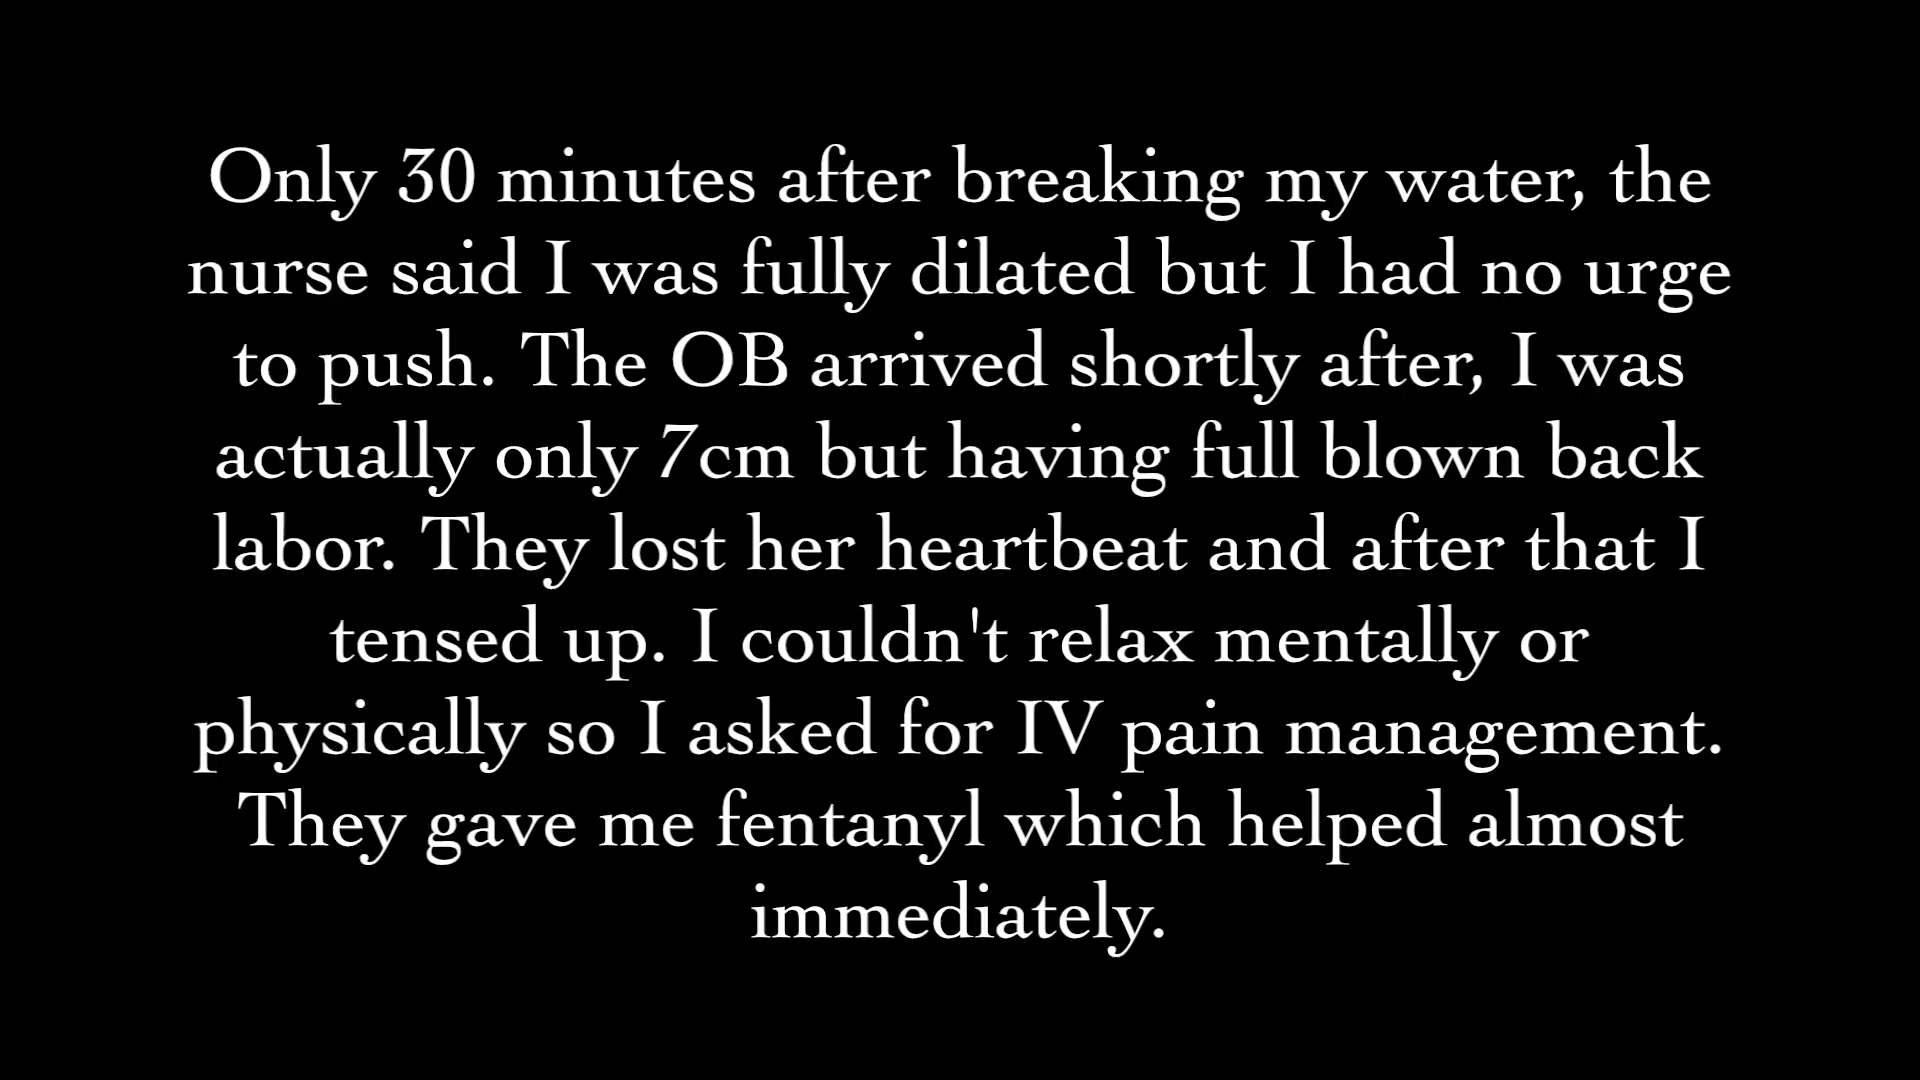 Only 30 minutes after breaking my water, the
nurse said I was fully dilated but I had no urge
to push. The OB arrived shortly after, I was
actually only 7cm but having full blown back
labor. They lost her heartbeat and after that I
tensed up. I couldn't relax mentally or
physically so I asked for IV pain management.
They gave me fentanyl which helped almost
immediately.